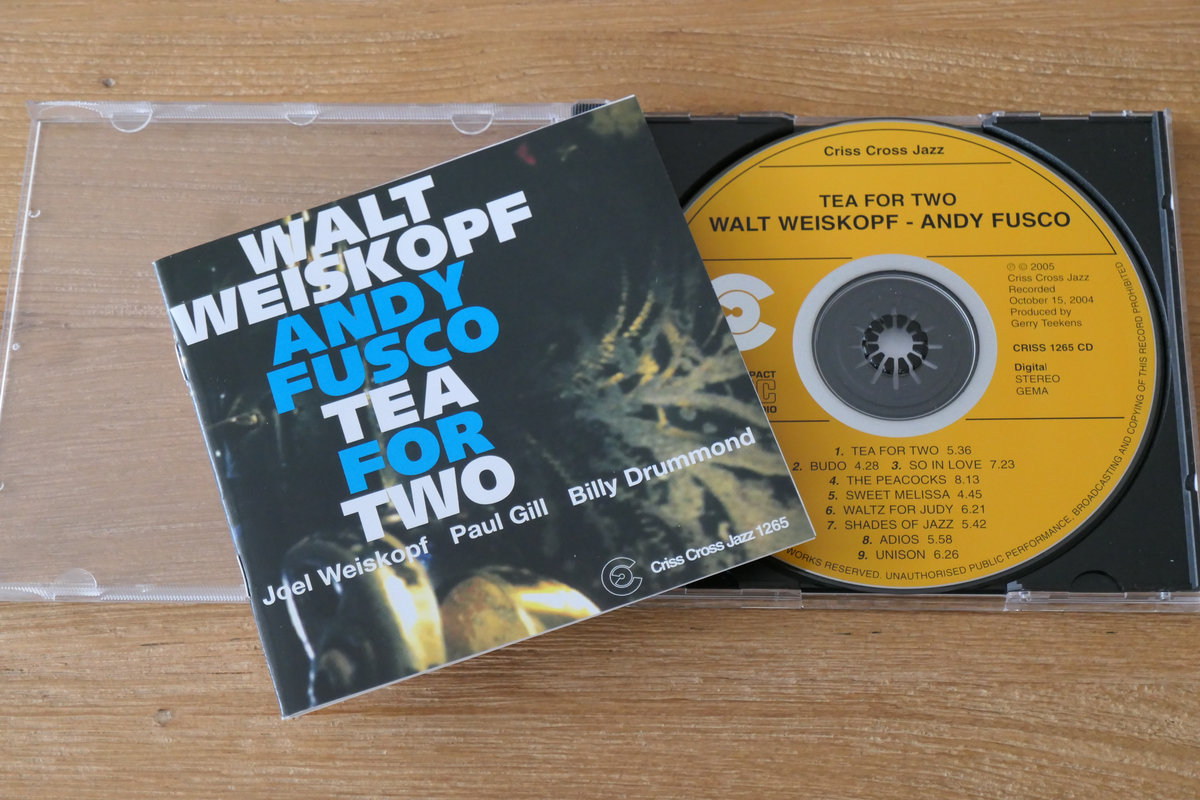 WALT
WEISKOPF
ANDY
FUSCO
TEA
FOR
TWO
Joel Weiskopf Paul Gill Billy Drummond
Criss Cross Jazz 1265
Criss Cross Jazz
TEA FOR TWO
WALT WEISKOPF - ANDY FUSCO
℗ © 2005
Criss Cross Jazz
Recorded
October 15, 2004
Produced by
Gerry Teekens
CRISS 1265 CD
Digital
STEREO
GEMA
1. TEA FOR TWO 5.36
2. BUDO 4.28 3. SO IN LOVE 7.23
4. THE PEACOCKS 8.13
5. SWEET MELISSA 4.45
6. WALTZ FOR JUDY 6.21
7. SHADES OF JAZZ 5.42
8. ADIOS 5.58
9. UNISON 6.26
WORKS RESERVED. UNAUTHORISED PUBLIC PERFORMANCE, BROADCASTING AND COPYING OF THIS RECORD PROHIBITED